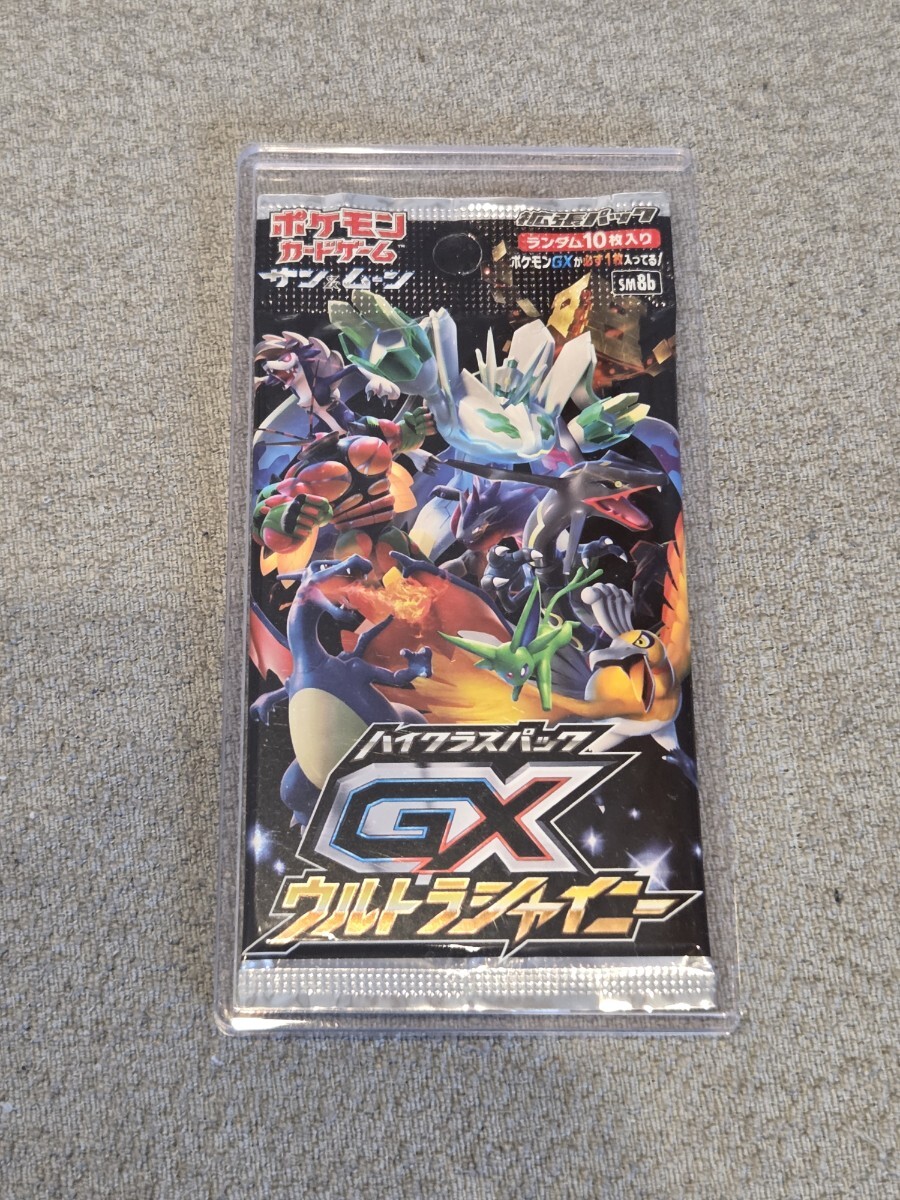 ポケモン
カードゲーム™
サン&ムーン
拡張パック
ランダム10枚入り
ポケモンGXが必ず1枚入ってる!
SM8b
ハイクラスパック
GX
ウルトラシャイニー